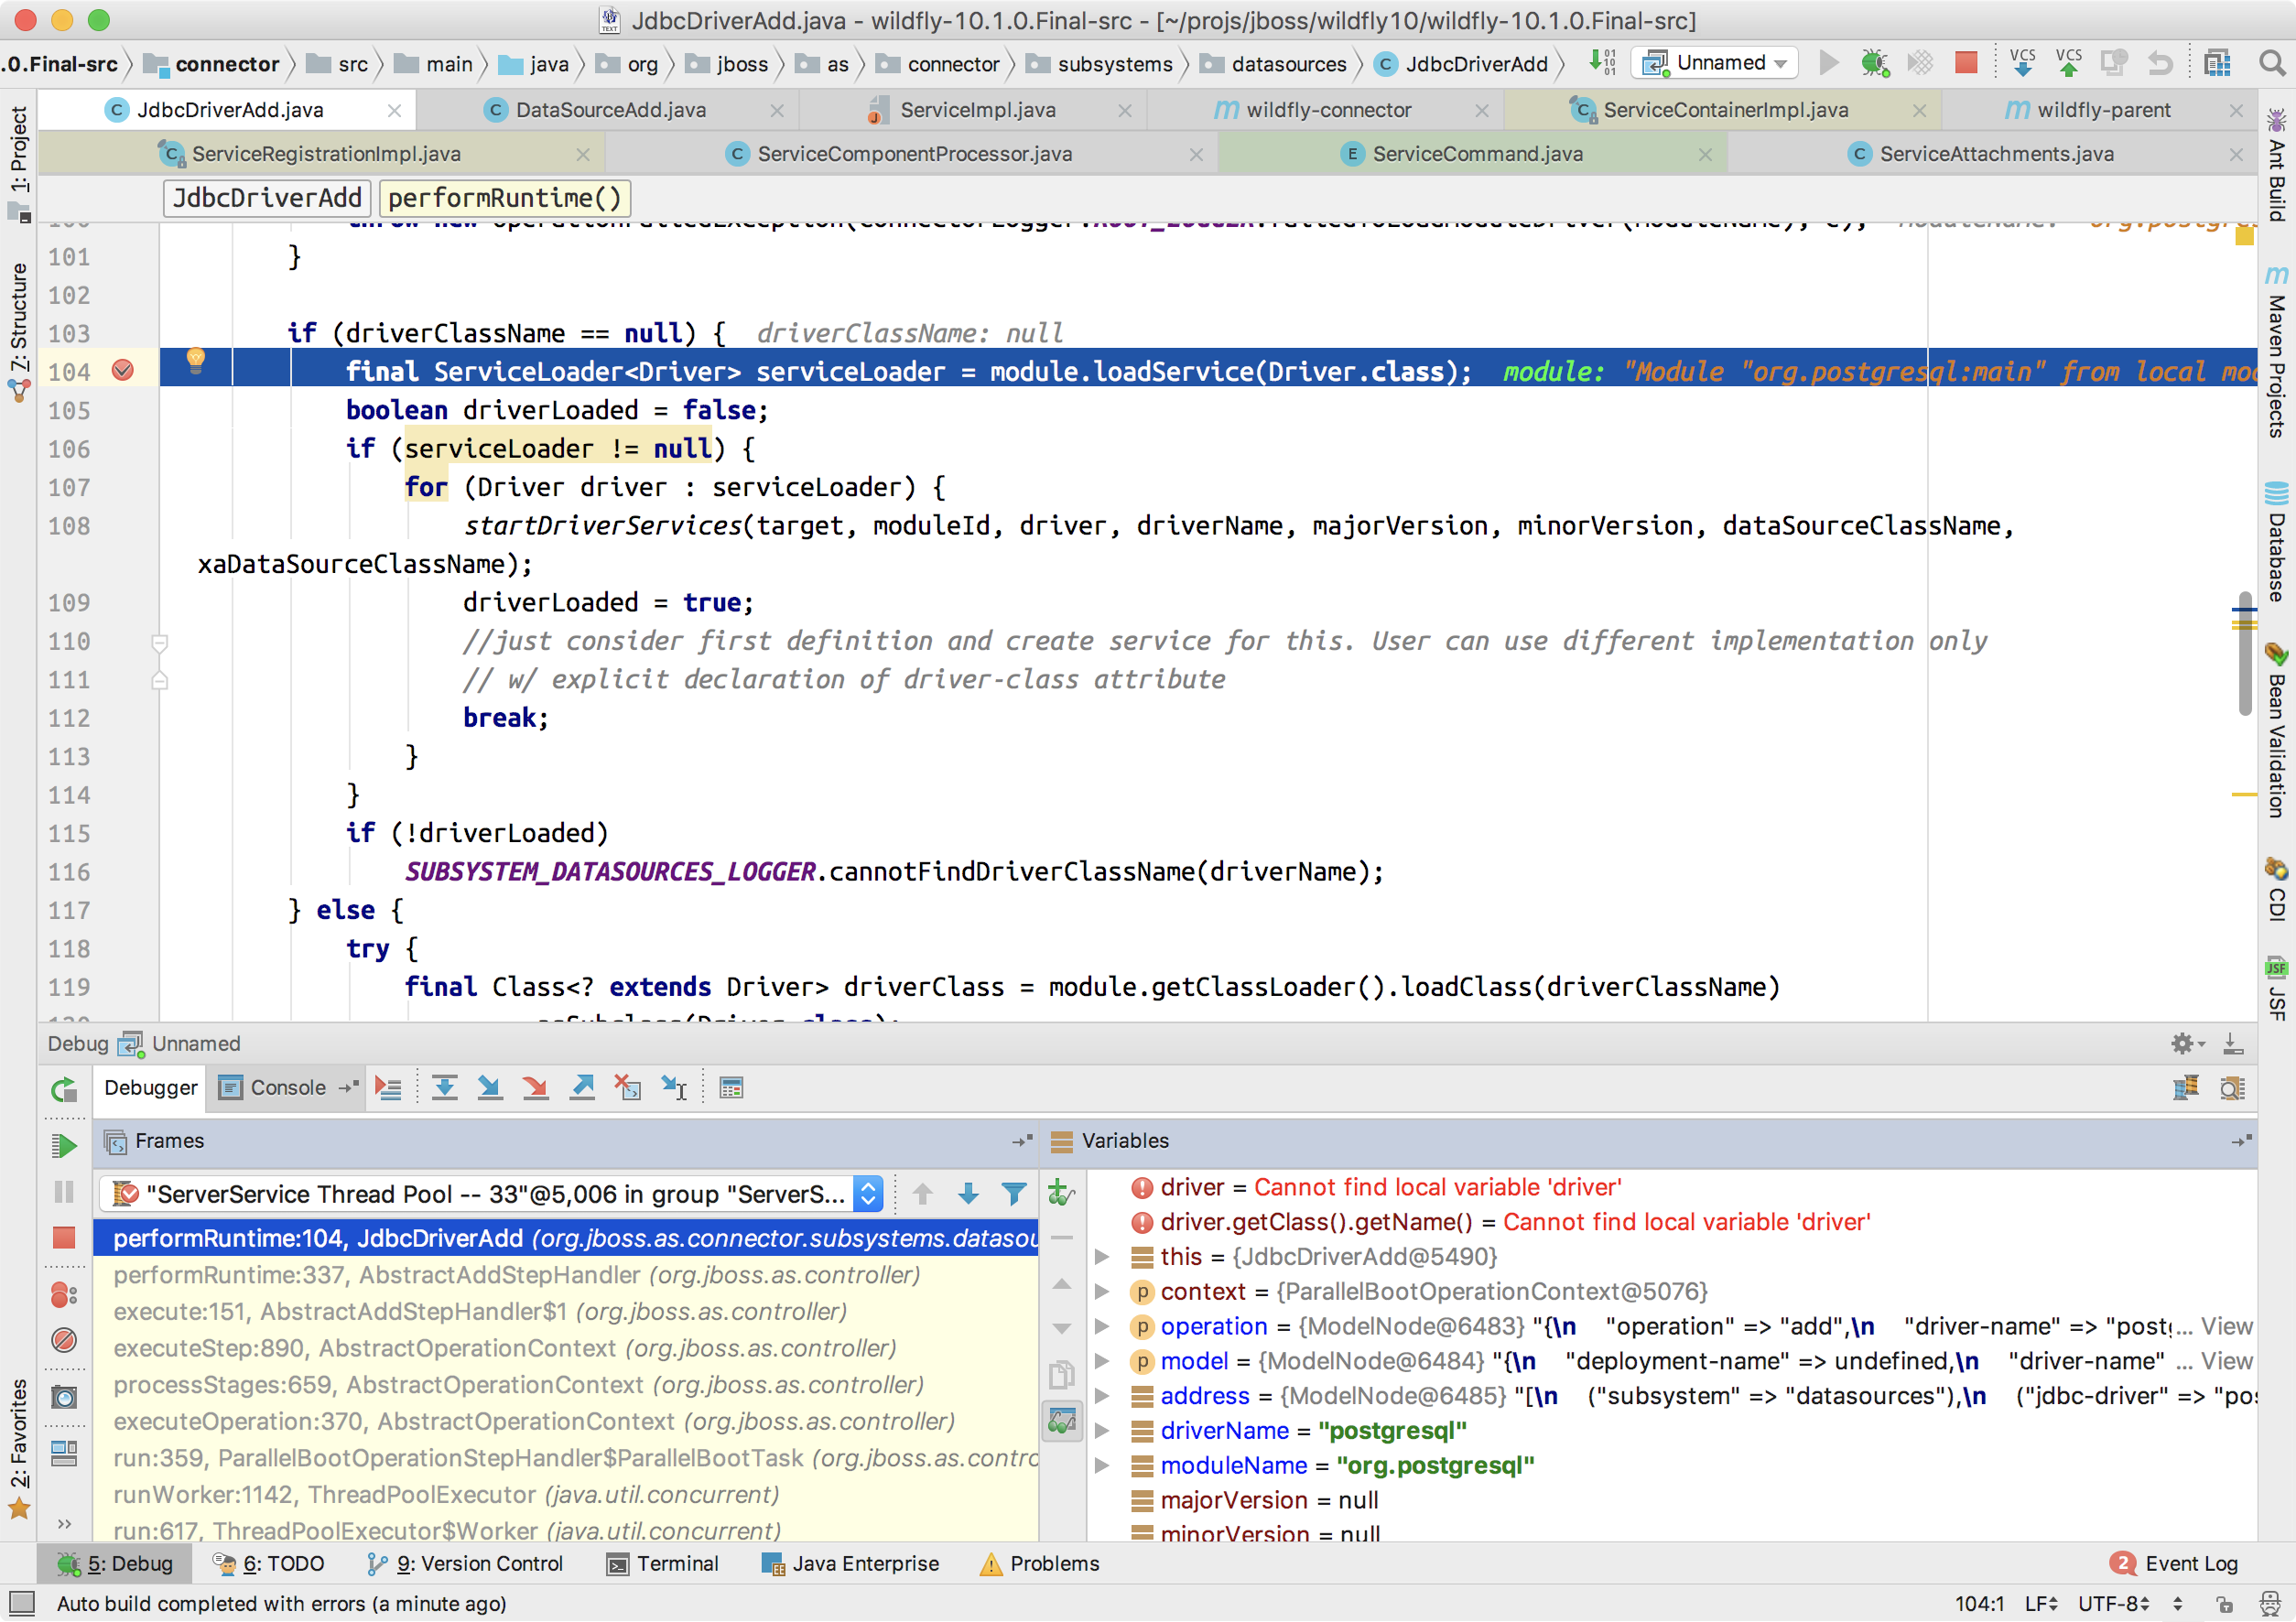 JdbcDriverAdd.java - wildfly-10.1.0.Final-src - [~/projs/jboss/wildfly10/wildfly-10.1.0.Final-src]
.0.Final-src connector src main java org jboss as connector subsystems datasources JdbcDriverAdd Unnamed VCS VCS
JdbcDriverAdd.java DataSourceAdd.java ServiceImpl.java wildfly-connector ServiceContainerImpl.java wildfly-parent
ServiceRegistrationImpl.java ServiceComponentProcessor.java ServiceCommand.java ServiceAttachments.java
JdbcDriverAdd performRuntime()
101 }
102
103 if (driverClassName == null) { driverClassName: null
104 final ServiceLoader<Driver> serviceLoader = module.loadService(Driver.class); module: "Module "org.postgresql:main" from local mod
105 boolean driverLoaded = false;
106 if (serviceLoader != null) {
107 for (Driver driver : serviceLoader) {
108 startDriverServices(target, moduleId, driver, driverName, majorVersion, minorVersion, dataSourceClassName,
xaDataSourceClassName);
109 driverLoaded = true;
110 //just consider first definition and create service for this. User can use different implementation only
111 // w/ explicit declaration of driver-class attribute
112 break;
113 }
114 }
115 if (!driverLoaded)
116 SUBSYSTEM_DATASOURCES_LOGGER.cannotFindDriverClassName(driverName);
117 } else {
118 try {
119 final Class<? extends Driver> driverClass = module.getClassLoader().loadClass(driverClassName)
1: Project
Z: Structure
2: Favorites
Ant Build
Maven Projects
Database
Bean Validation
CDI
JSF
Debug Unnamed
Debugger Console
Frames
"ServerService Thread Pool -- 33"@5,006 in group "ServerS...
performRuntime:104, JdbcDriverAdd (org.jboss.as.connector.subsystems.datasou
performRuntime:337, AbstractAddStepHandler (org.jboss.as.controller)
execute:151, AbstractAddStepHandler$1 (org.jboss.as.controller)
executeStep:890, AbstractOperationContext (org.jboss.as.controller)
processStages:659, AbstractOperationContext (org.jboss.as.controller)
executeOperation:370, AbstractOperationContext (org.jboss.as.controller)
run:359, ParallelBootOperationStepHandler$ParallelBootTask (org.jboss.as.contro
runWorker:1142, ThreadPoolExecutor (java.util.concurrent)
run:617, ThreadPoolExecutor$Worker (java.util.concurrent)
Variables
driver = Cannot find local variable 'driver'
driver.getClass().getName() = Cannot find local variable 'driver'
this = {JdbcDriverAdd@5490}
context = {ParallelBootOperationContext@5076}
operation = {ModelNode@6483} "{\n "operation" => "add",\n "driver-name" => "postg... View
model = {ModelNode@6484} "{\n "deployment-name" => undefined,\n "driver-name" ... View
address = {ModelNode@6485} "[\n ("subsystem" => "datasources"),\n ("jdbc-driver" => "pos
driverName = "postgresql"
moduleName = "org.postgresql"
majorVersion = null
minorVersion = null
5: Debug 6: TODO 9: Version Control Terminal Java Enterprise Problems 2 Event Log
Auto build completed with errors (a minute ago) 104:1 LF UTF-8